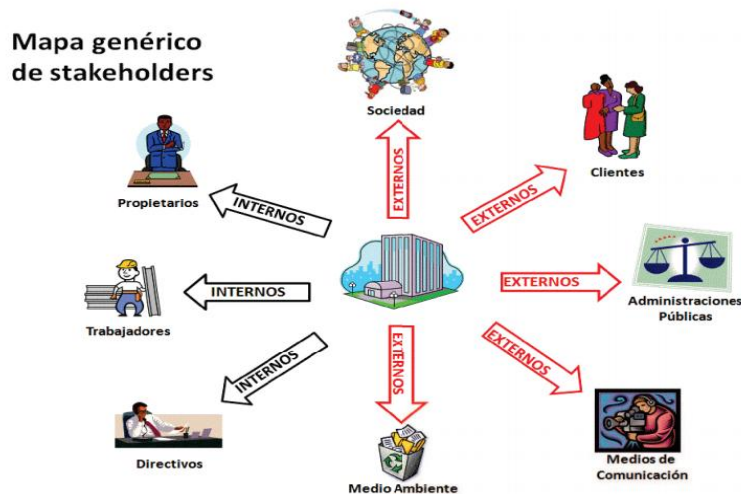 Mapa genérico
de stakeholders
Sociedad
Clientes
Propietarios
INTERNOS
EXTERNOS
EXTERNOS
Trabajadores
INTERNOS
EXTERNOS
Administraciones
Públicas
INTERNOS
EXTERNOS
EXTERNOS
Directivos
Medio Ambiente
Medios de
Comunicación